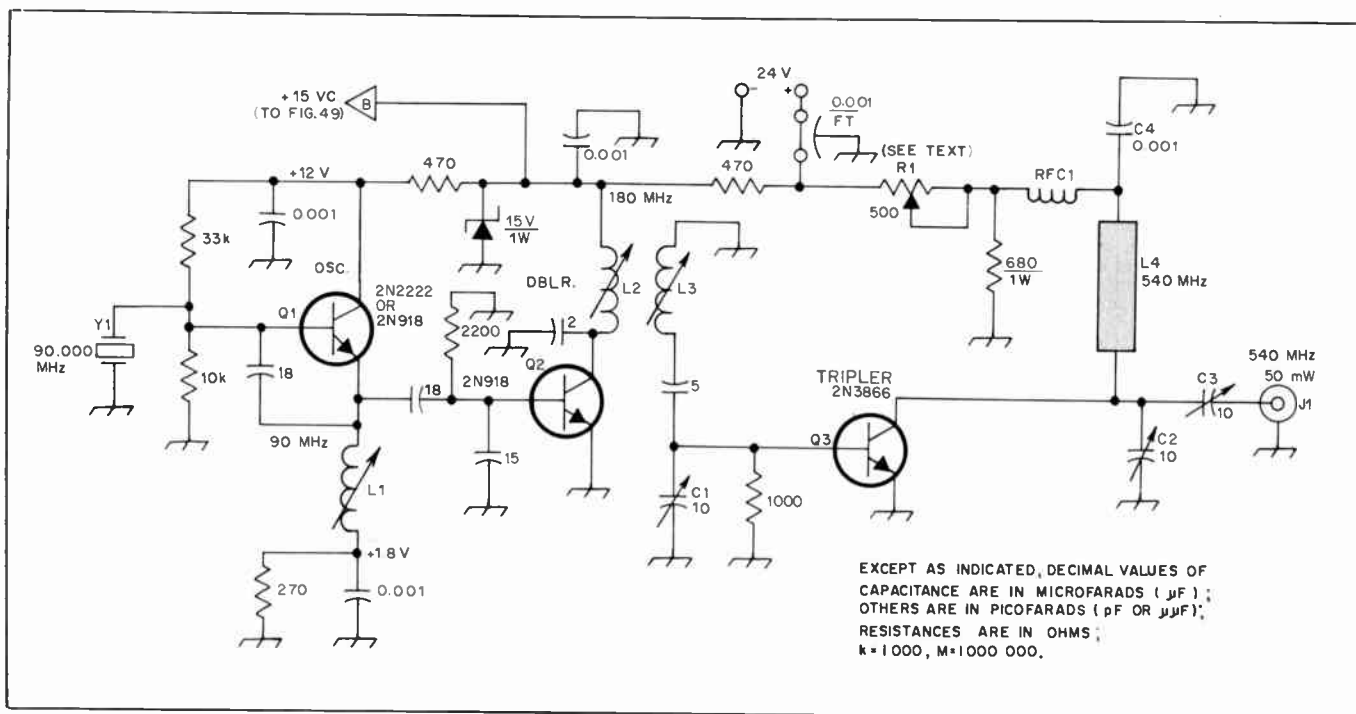 +15 VC
(TO FIG. 49)
B
24 V
-
+
0.001
FT
C4
0.001
+12 V
470
0.001
180 MHz
470
(SEE TEXT)
R1
500
RFC1
33k
0.001
15V
1W
OSC.
DBLR.
L2
L3
680
1W
L4
540 MHz
Y1
90.000
MHz
Q1
2N2222
OR
2N918
2200
2
Q2
10k
18
18
2N918
5
TRIPLER
2N3866
540 MHz
50 mW
C3
10
J1
90 MHz
15
Q3
C2
10
L1
C1
10
1000
+1.8 V
270
0.001
EXCEPT AS INDICATED, DECIMAL VALUES OF
CAPACITANCE ARE IN MICROFARADS ( µF ) ;
OTHERS ARE IN PICOFARADS ( pF OR µµF);
RESISTANCES ARE IN OHMS ;
k=1000, M=1000 000.